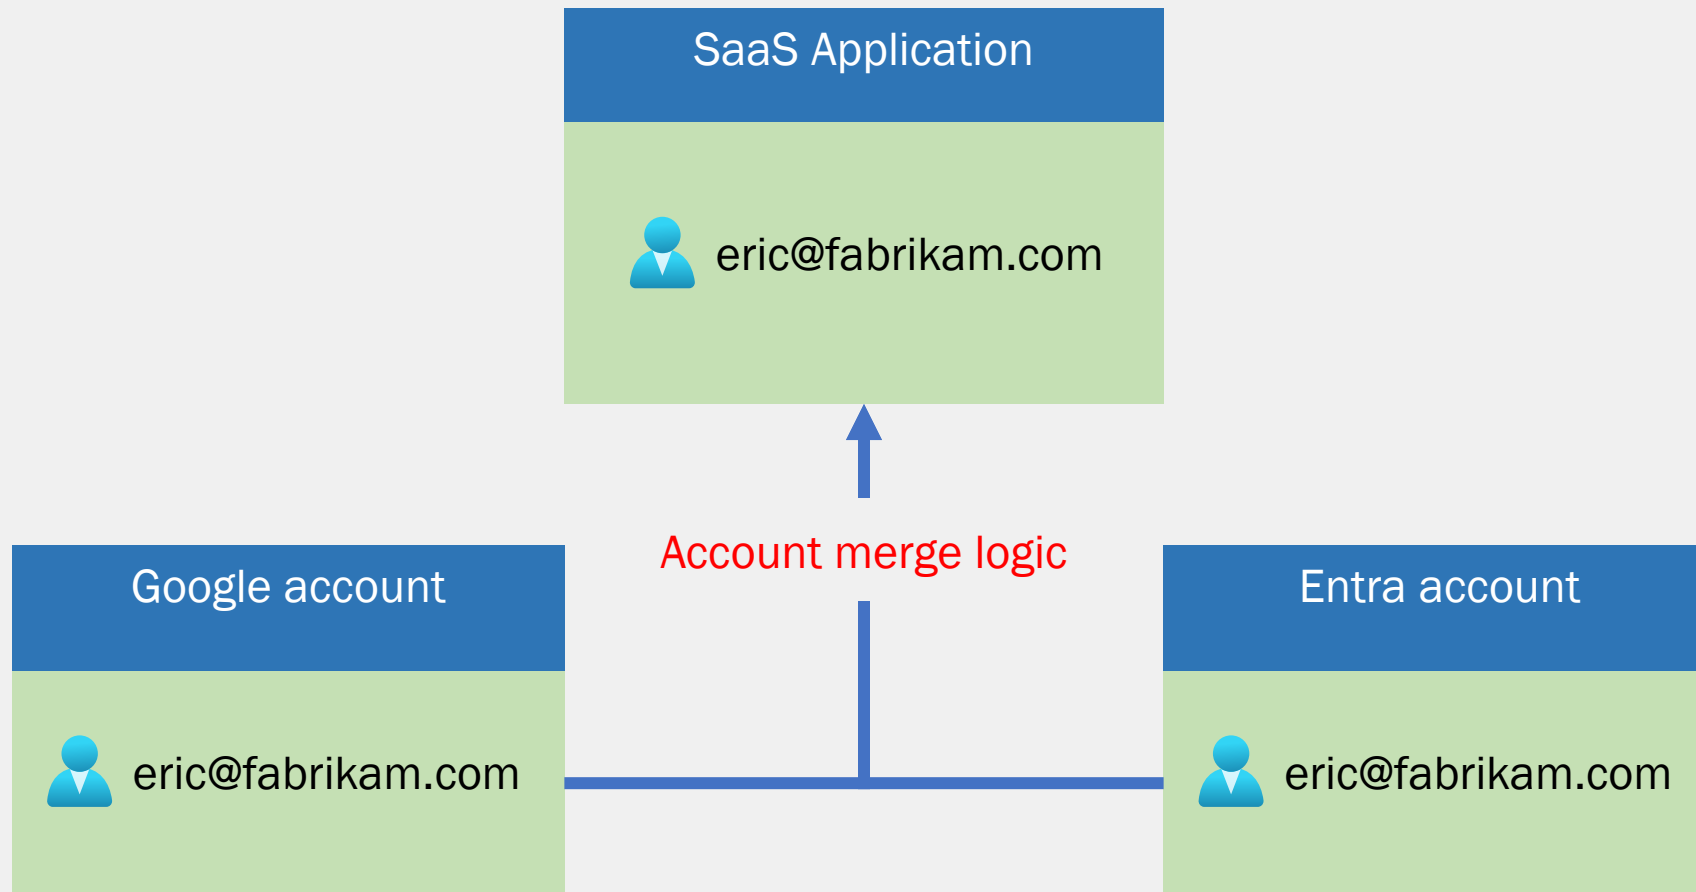 SaaS Application
eric@fabrikam.com
Account merge logic
Google account
eric@fabrikam.com
Entra account
eric@fabrikam.com